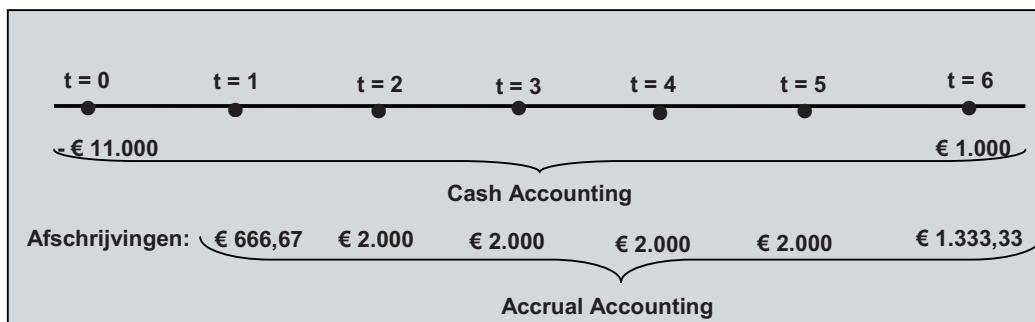 t = 0 t = 1 t = 2 t = 3 t = 4 t = 5 t = 6
- € 11.000 € 1.000
Cash Accounting
Afschrijvingen: € 666,67 € 2.000 € 2.000 € 2.000 € 2.000 € 1.333,33
Accrual Accounting